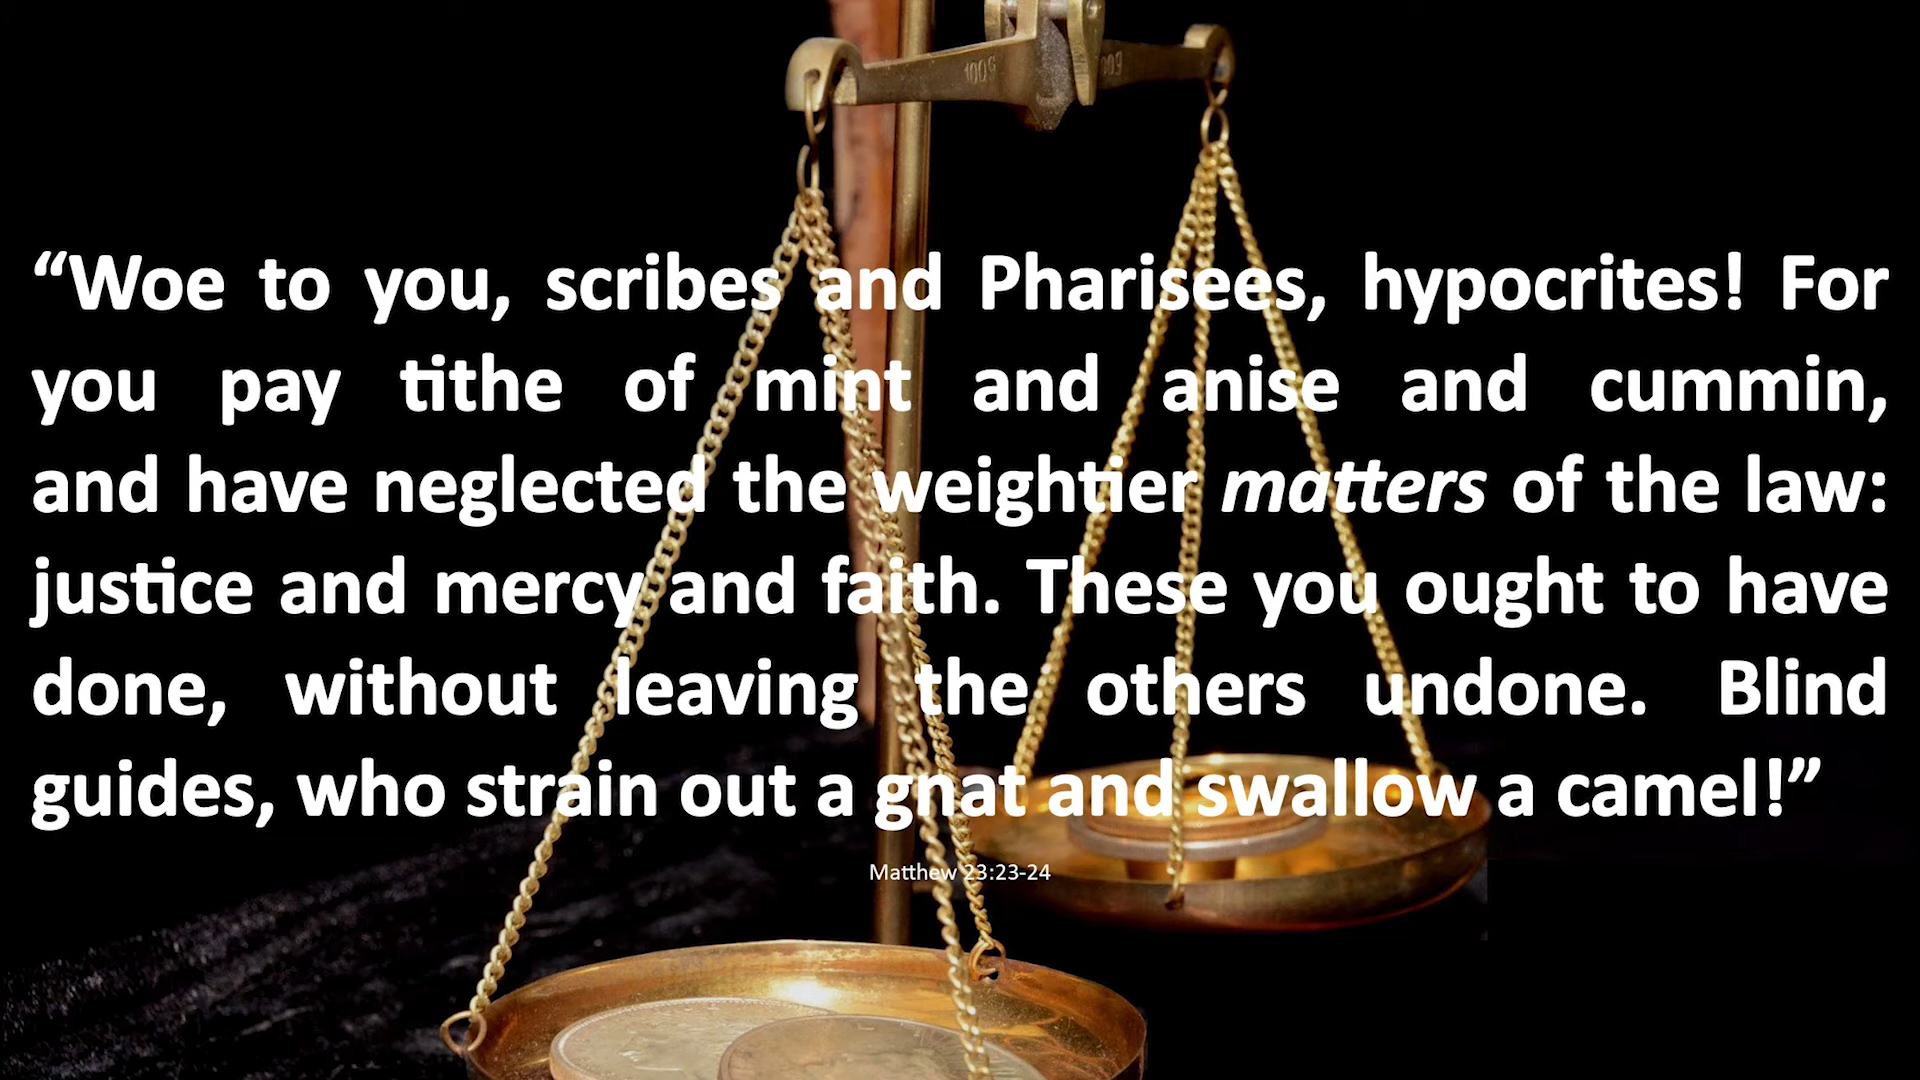 100G 00g
“Woe to you, scribes and Pharisees, hypocrites! For
you pay tithe of mint and anise and cummin,
and have neglected the weightier matters of the law:
justice and mercy and faith. These you ought to have
done, without leaving the others undone. Blind
guides, who strain out a gnat and swallow a camel!”
Matthew 23:23-24